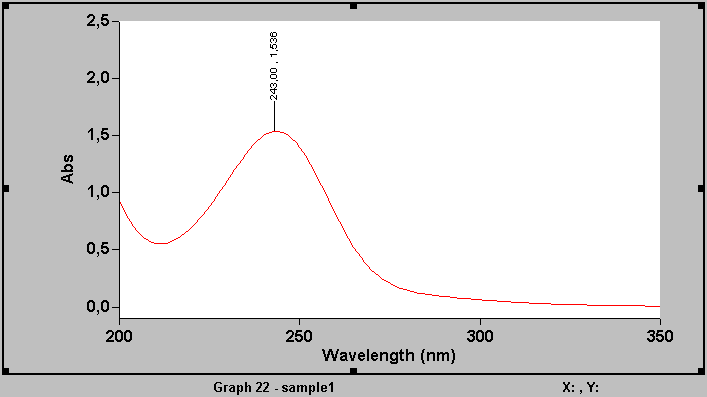 2,5
243,00 , 1,536
2,0
1,5
Abs
1,0
0,5
0,0
200 250 300 350
Wavelength (nm)
Graph 22 - sample1 X: , Y: